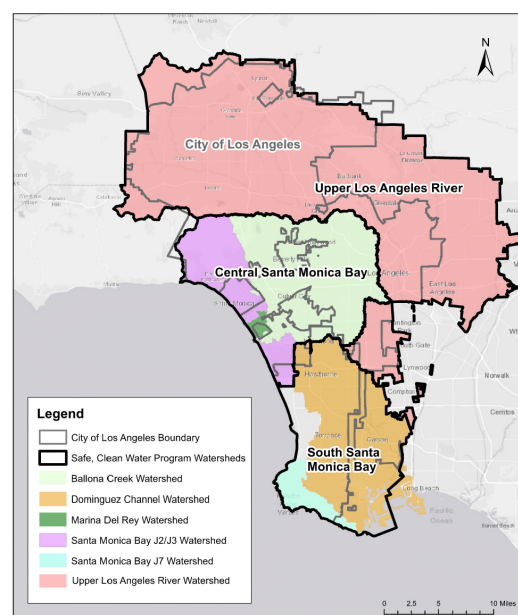 N
Simi Valley
City of Los Angeles
Burbank
Upper Los Angeles River
Glendale
Central Santa Monica Bay
East Los
Angeles
Santa Monica
Culver City
Huntington
Park
South Gate
Lynwood
Norwalk
Hawthorne
Compton
Cerritos
Torrance
Carson
South Santa
Monica Bay
Long Beach
Pacific
Ocean
Legend
City of Los Angeles Boundary
Safe, Clean Water Program Watersheds
Ballona Creek Watershed
Dominguez Channel Watershed
Marina Del Rey Watershed
Santa Monica Bay J2/J3 Watershed
Santa Monica Bay J7 Watershed
Upper Los Angeles River Watershed
0 2.5 5 10 Miles